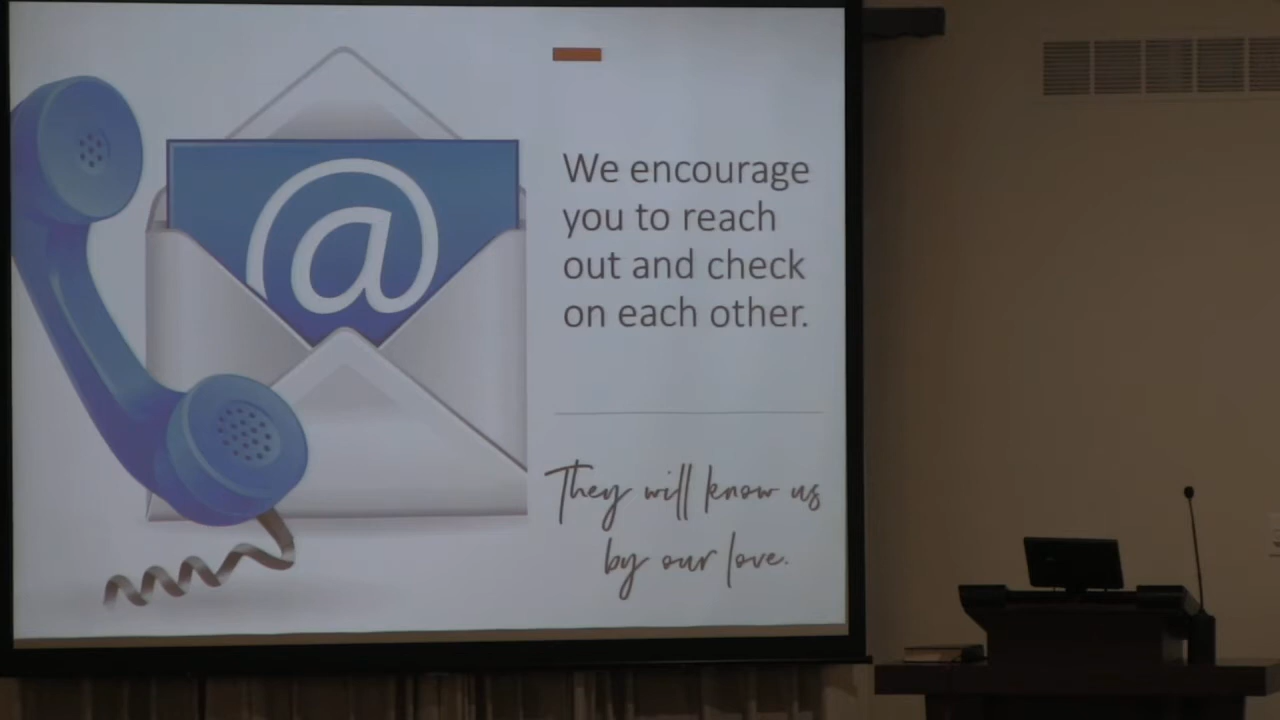 @
We encourage
you to reach
out and check
on each other.
They will know us
by our love.